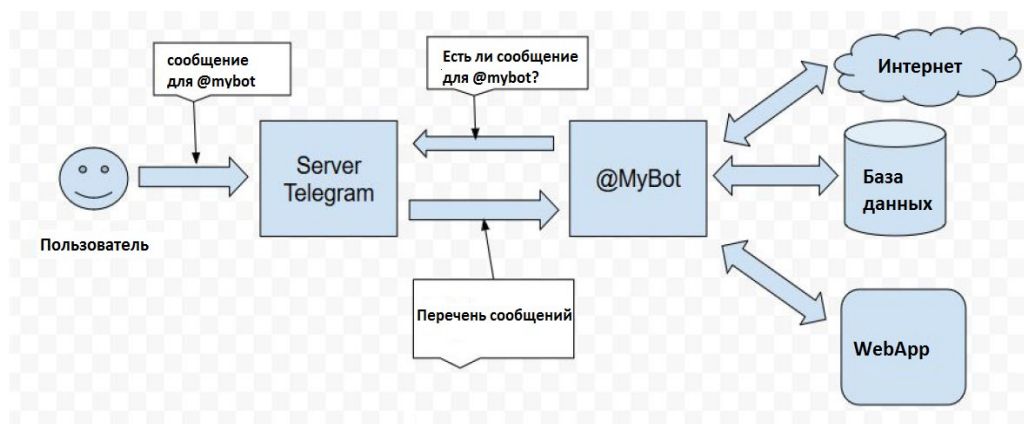 сообщение
для @mybot
Есть ли сообщение
для @mybot?
Интернет
Server
Telegram
@MyBot
База
данных
Пользователь
Перечень сообщений
WebApp